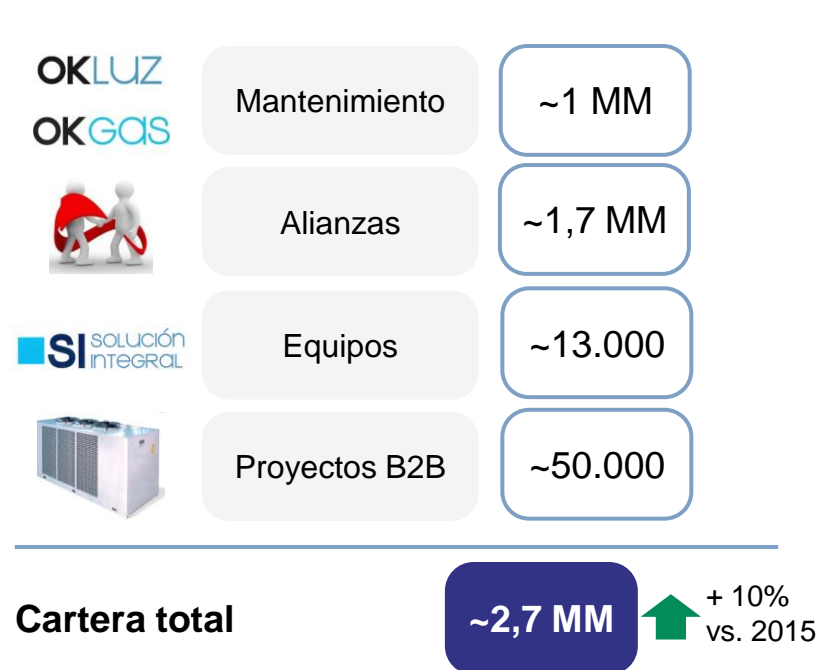 OKLUZ
OKGAS
Mantenimiento
~1 MM
Alianzas
~1,7 MM
SI SOLUCIÓN
INTEGRAL
Equipos
~13.000
Proyectos B2B
~50.000
Cartera total
~2,7 MM
+ 10%
vs. 2015